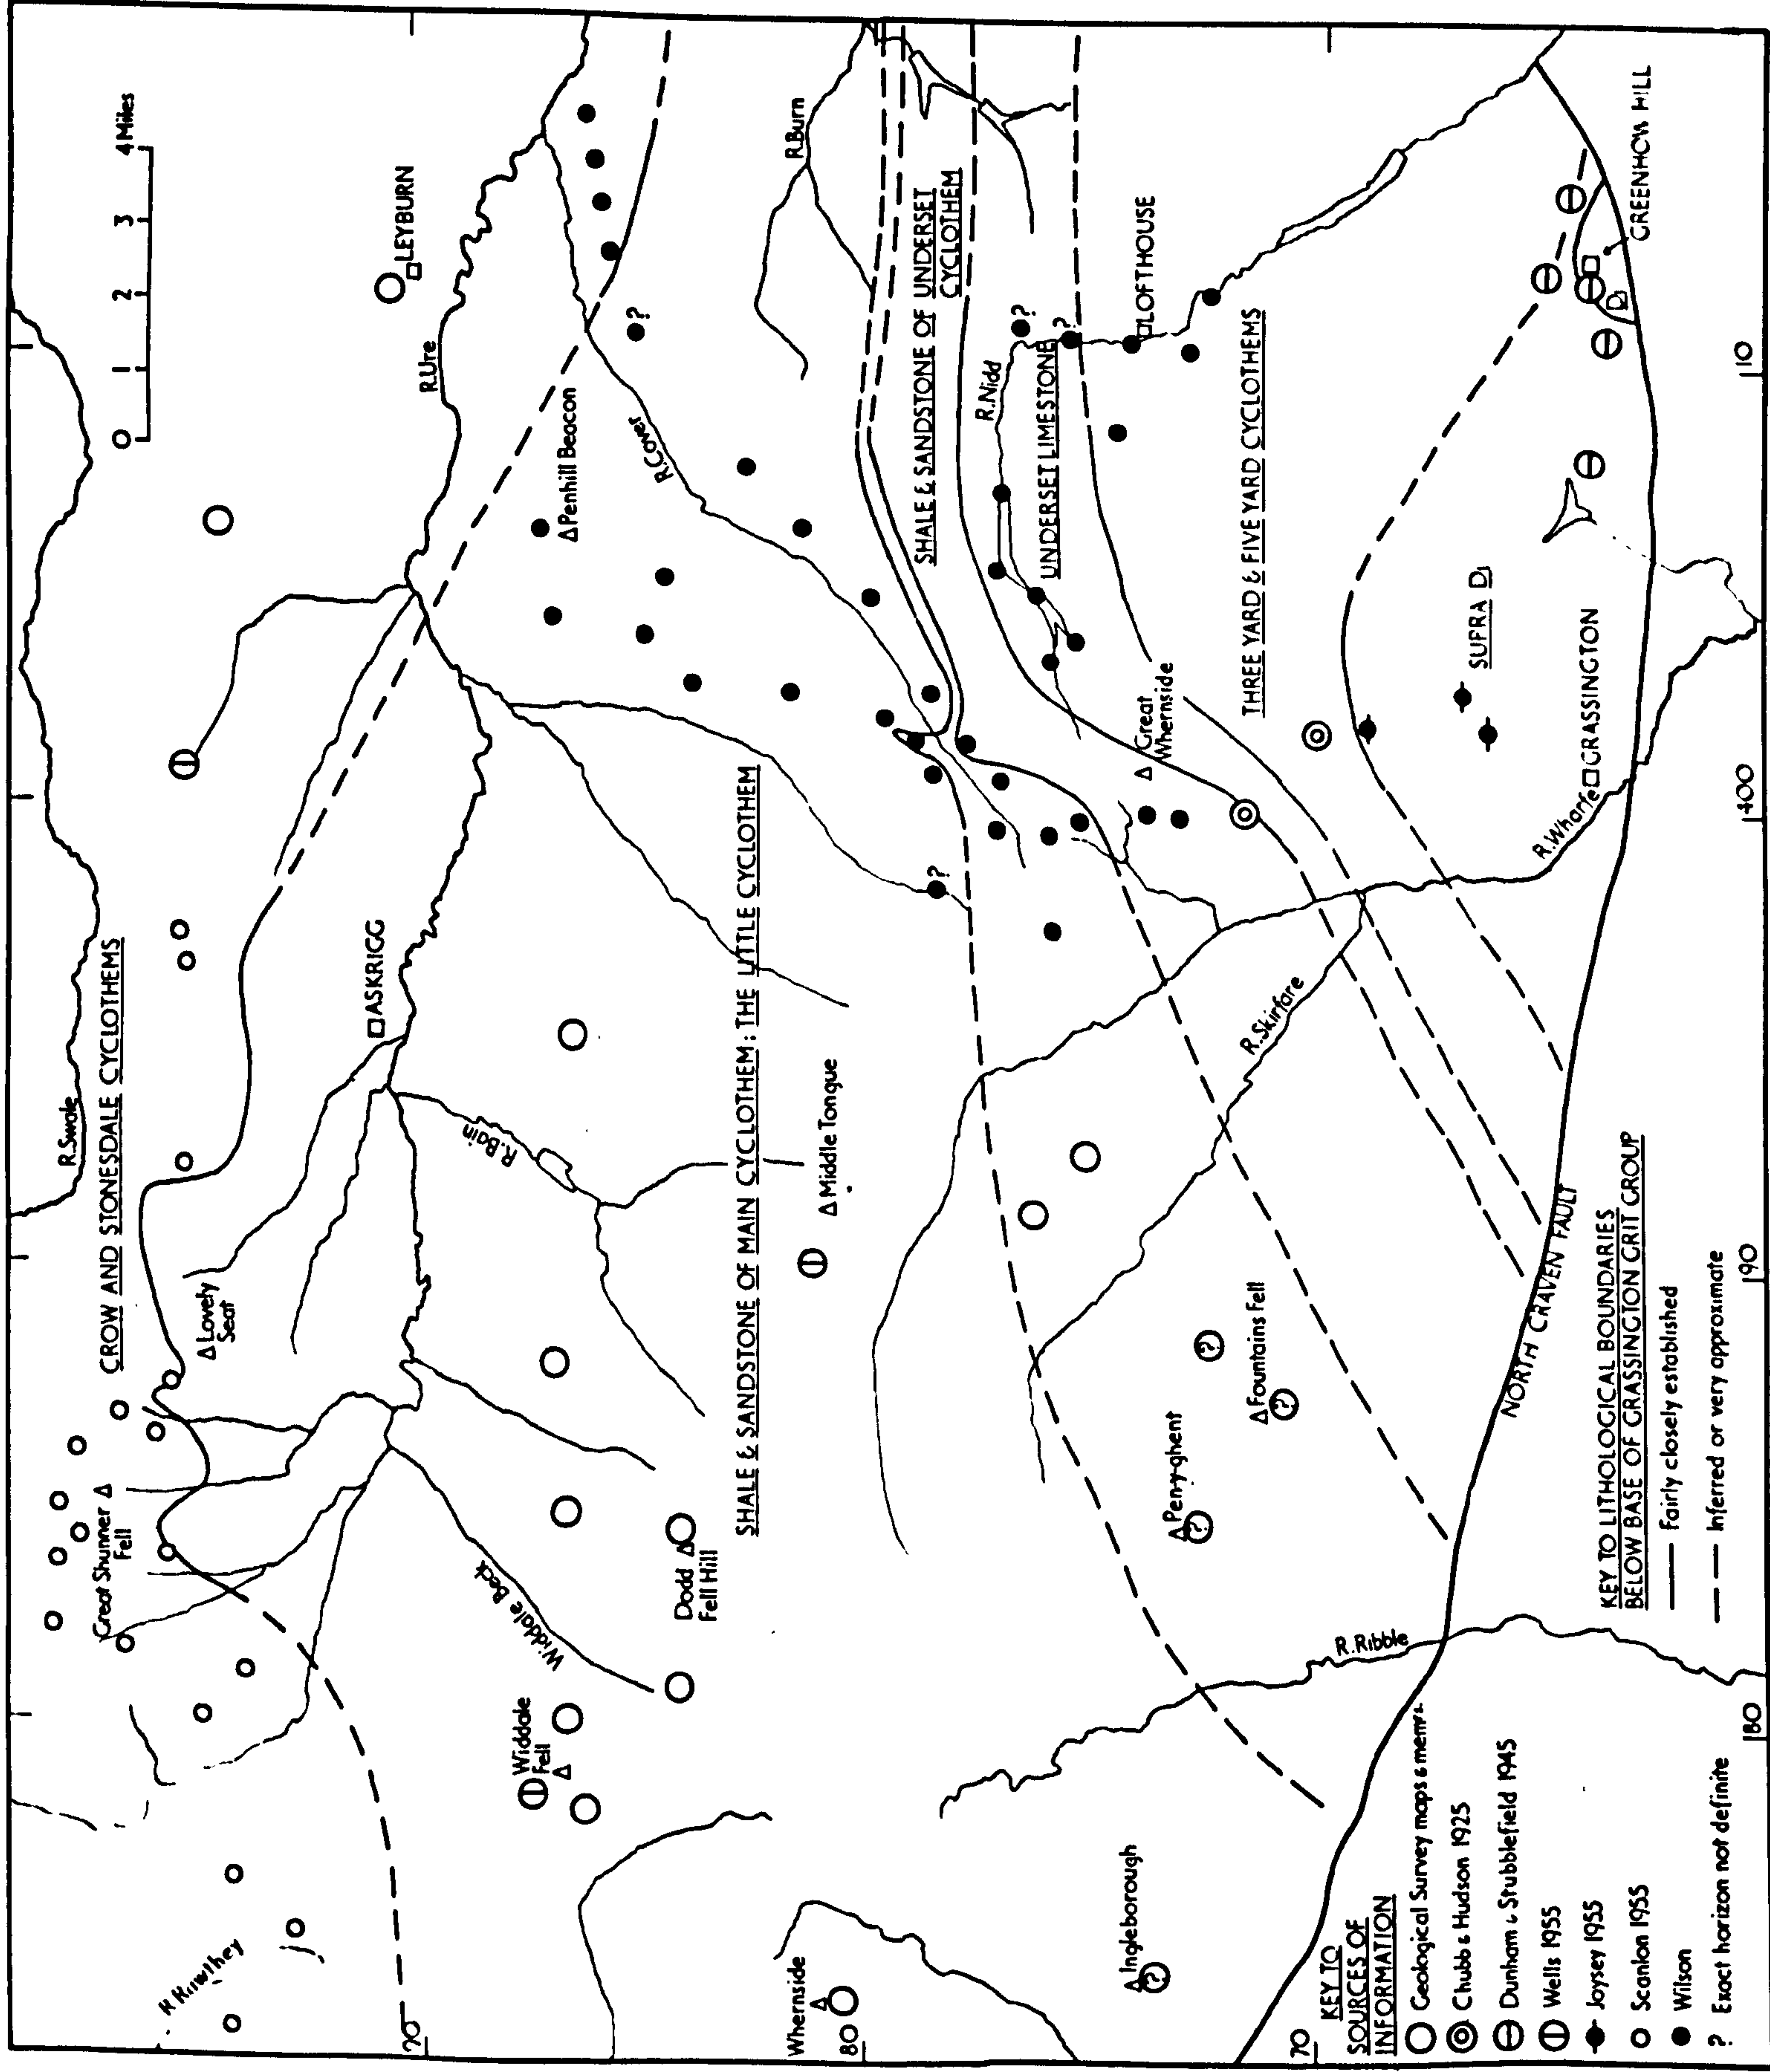 R.Swale
0 1 2 3 4 Miles
CROW AND STONESDALE CYCLOTHEMS
Great Shunner
Fell
Lovely
Seat
ASKRIGG
R.Ure
LEYBURN
Penhill Beacon
R.Cover
R.Bain
Widdale Beck
Widdale
Fell
Dodd
Fell Hill
SHALE & SANDSTONE OF MAIN CYCLOTHEM: THE LITTLE CYCLOTHEM
Middle Tongue
R.Burn
?
?
SHALE & SANDSTONE OF UNDERSET
CYCLOTHEM
R.Nidd
?
?
UNDERSET LIMESTONE
LOFTHOUSE
Great
Whernside
THREE YARD & FIVE YARD CYCLOTHEMS
Whernside
Ingleborough
?
Pen-y-ghent
?
Fountains Fell
?
?
R.Skirfare
R.Ribble
R.Wharfe
GRASSINGTON
SUPRA D1
D1
GREENHOW HILL
NORTH CRAVEN FAULT
90
80
70
80
90
400
10
KEY TO
SOURCES OF
INFORMATION
Geological Survey maps & mem's.
Chubb & Hudson 1925
Dunham & Stubblefield 1945
Wells 1955
Joysey 1955
Scanlon 1955
Wilson
? Exact horizon not definite
KEY TO LITHOLOGICAL BOUNDARIES
BELOW BASE OF GRASSINGTON GRIT GROUP
Fairly closely established
Inferred or very approximate